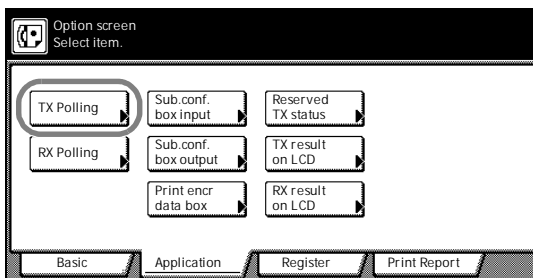 Option screen
Select item.
TX Polling
Sub.conf.
box input
Reserved
TX status
RX Polling
Sub.conf.
box output
TX result
on LCD
Print encr
data box
RX result
on LCD
Basic
Application
Register
Print Report